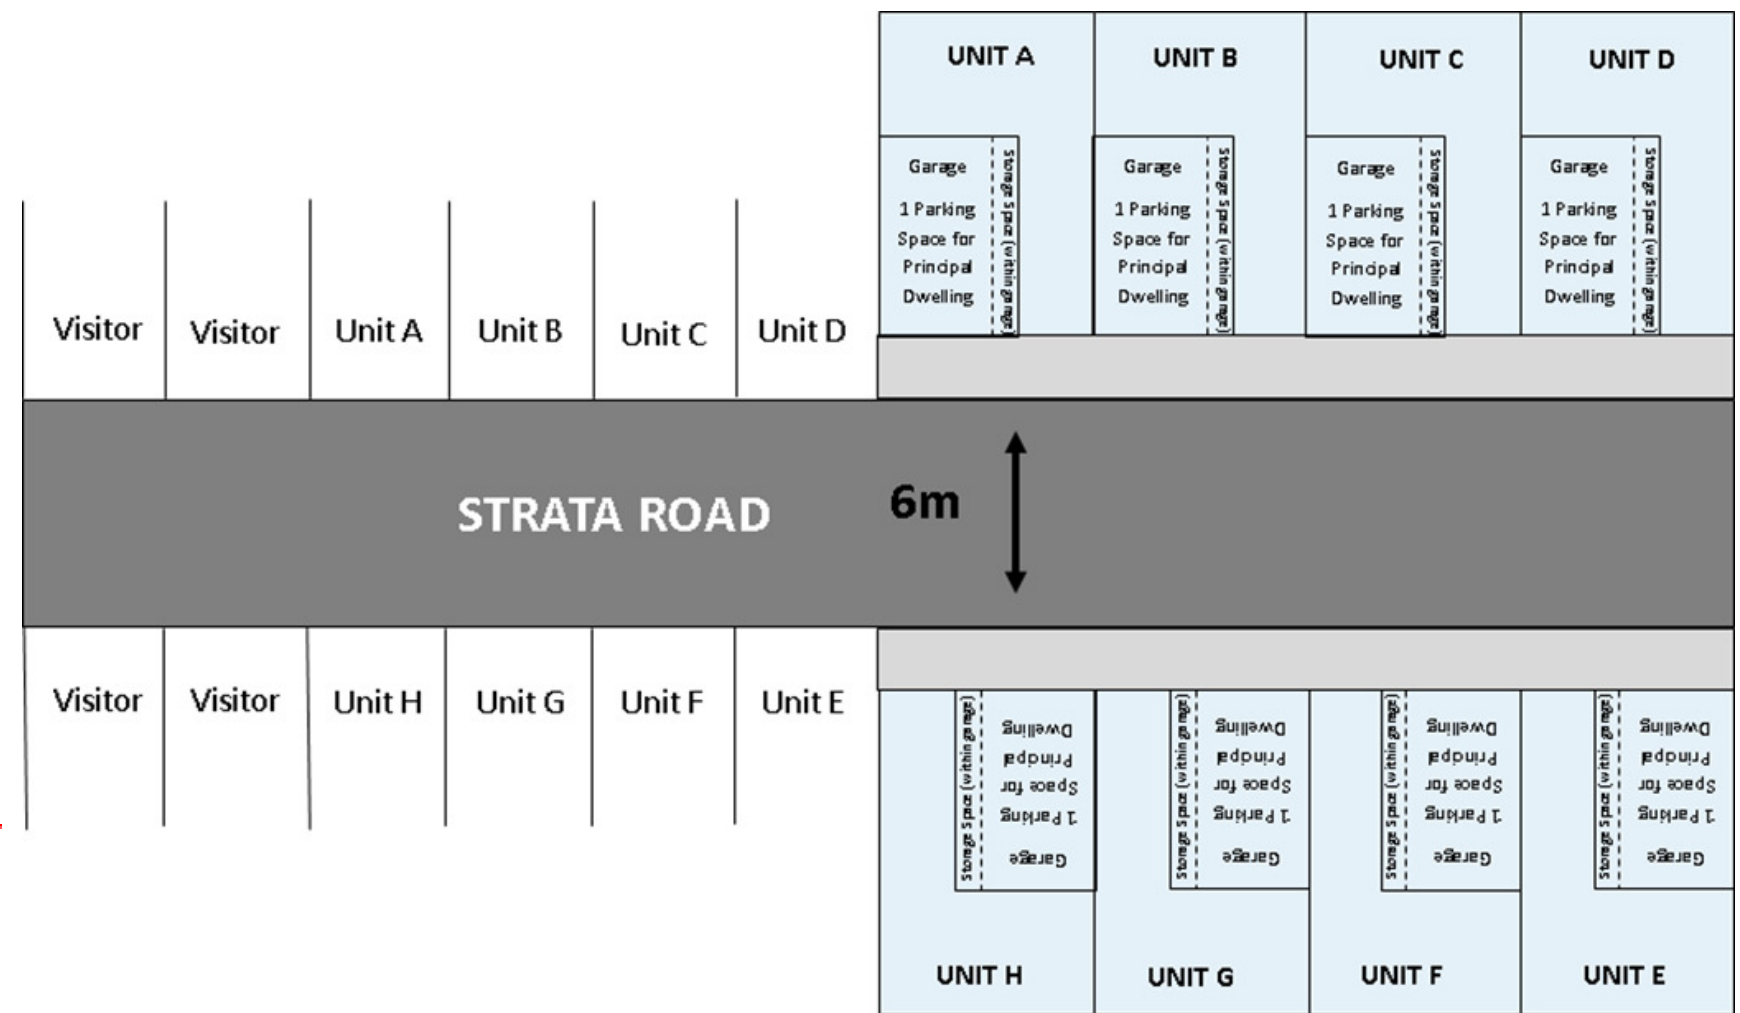 UNIT A
UNIT B
UNIT C
UNIT D
Garage
1 Parking
Space for
Principal
Dwelling
Storage Space (within garage)
Garage
1 Parking
Space for
Principal
Dwelling
Storage Space (within garage)
Garage
1 Parking
Space for
Principal
Dwelling
Storage Space (within garage)
Garage
1 Parking
Space for
Principal
Dwelling
Storage Space (within garage)
Visitor
Visitor
Unit A
Unit B
Unit C
Unit D
STRATA ROAD
6m
Visitor
Visitor
Unit H
Unit G
Unit F
Unit E
Storage Space (within garage)
Garage
1 Parking
Space for
Principal
Dwelling
Storage Space (within garage)
Garage
1 Parking
Space for
Principal
Dwelling
Storage Space (within garage)
Garage
1 Parking
Space for
Principal
Dwelling
Storage Space (within garage)
Garage
1 Parking
Space for
Principal
Dwelling
UNIT H
UNIT G
UNIT F
UNIT E